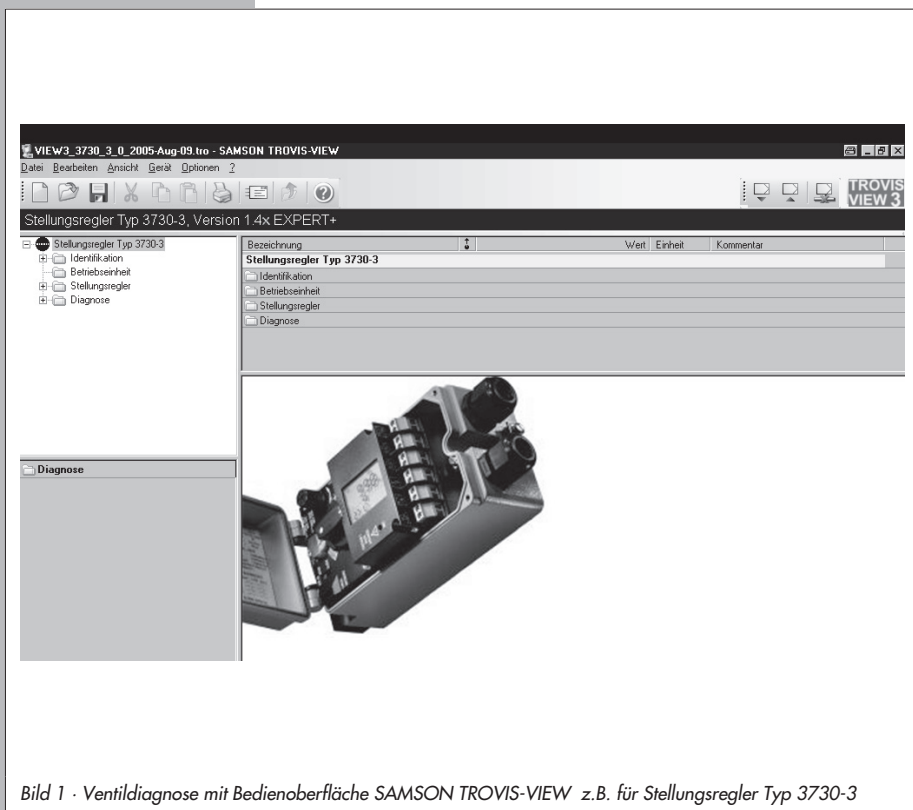 VIEW3_3730_3_0_2005-Aug-09.tro - SAMSON TROVIS-VIEW
Datei Bearbeiten Ansicht Gerät Optionen ?
TROVIS
VIEW 3
Stellungsregler Typ 3730-3, Version 1.4x EXPERT+
Stellungsregler Typ 3730-3
Identifikation
Betriebseinheit
Stellungsregler
Diagnose
Bezeichnung Wert Einheit Kommentar
Stellungsregler Typ 3730-3
Identifikation
Betriebseinheit
Stellungsregler
Diagnose
Diagnose
Bild 1 · Ventildiagnose mit Bedienoberfläche SAMSON TROVIS-VIEW z.B. für Stellungsregler Typ 3730-3